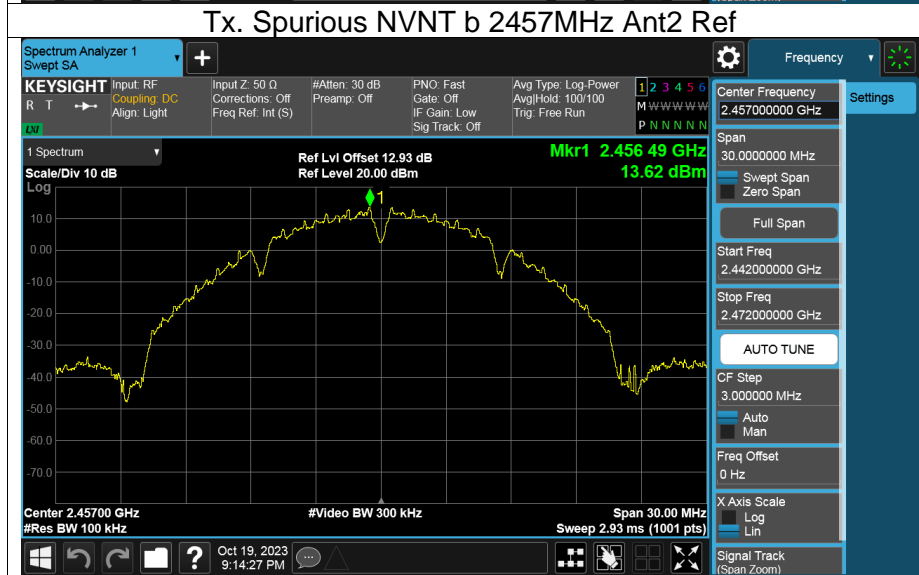 (Span Zoom)
Tx. Spurious NVNT b 2457MHz Ant2 Ref
Spectrum Analyzer 1
Swept SA
+
Frequency
KEYSIGHT
R T
LXI
Input: RF
Coupling: DC
Align: Light
Input Z: 50 Ω
Corrections: Off
Freq Ref: Int (S)
#Atten: 30 dB
Preamp: Off
PNO: Fast
Gate: Off
IF Gain: Low
Sig Track: Off
Avg Type: Log-Power
Avg|Hold: 100/100
Trig: Free Run
1 2 3 4 5 6
M W W W W W
P N N N N N
1 Spectrum
Scale/Div 10 dB
Log
Ref Lvl Offset 12.93 dB
Ref Level 20.00 dBm
Mkr1 2.456 49 GHz
13.62 dBm
1
10.0
0.00
-10.0
-20.0
-30.0
-40.0
-50.0
-60.0
-70.0
Center 2.45700 GHz
#Res BW 100 kHz
#Video BW 300 kHz
Span 30.00 MHz
Sweep 2.93 ms (1001 pts)
?
Oct 19, 2023
9:14:27 PM
Center Frequency
2.457000000 GHz
Settings
Span
30.0000000 MHz
Swept Span
Zero Span
Full Span
Start Freq
2.442000000 GHz
Stop Freq
2.472000000 GHz
AUTO TUNE
CF Step
3.000000 MHz
Auto
Man
Freq Offset
0 Hz
X Axis Scale
Log
Lin
Signal Track
(Span Zoom)